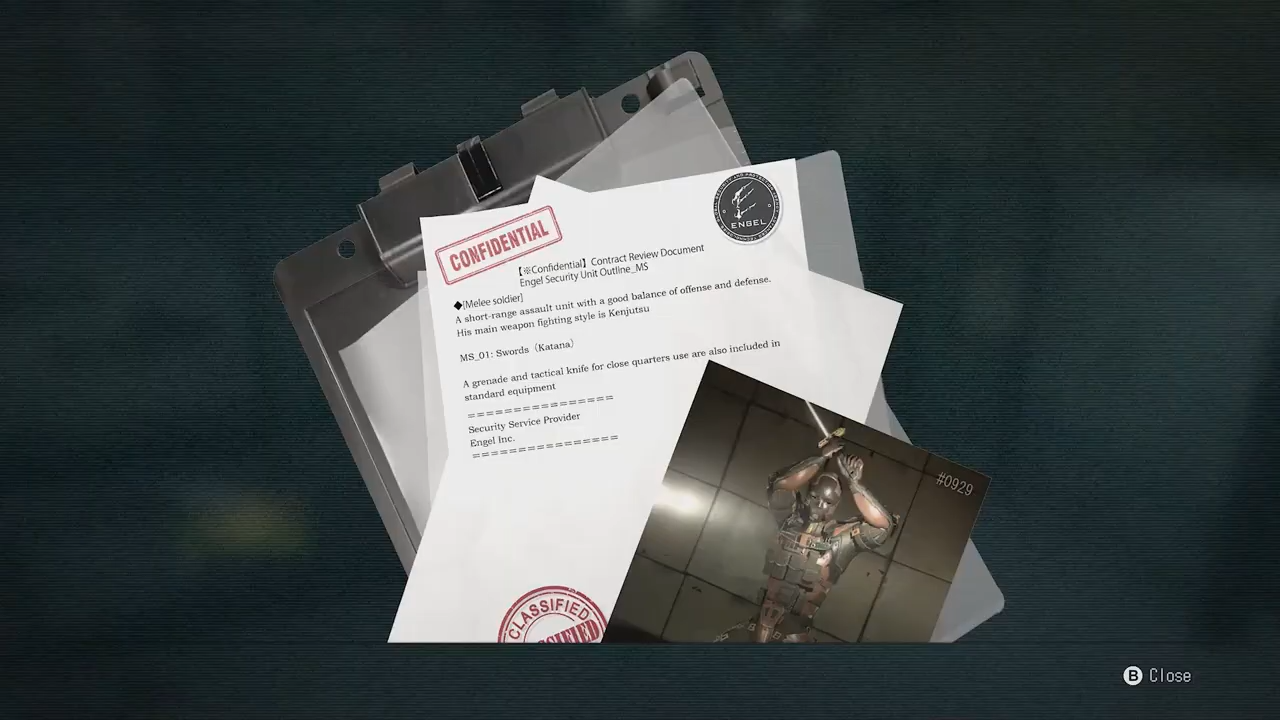 CONFIDENTIAL
ENGEL
【※Confidential】Contract Review Document
Engel Security Unit Outline_MS
◆[Melee soldier]
A short-range assault unit with a good balance of offense and defense.
His main weapon fighting style is Kenjutsu
MS_01: Swords（Katana）
A grenade and tactical knife for close quarters use are also included in
standard equipment
================
Security Service Provider
Engel Inc.
================
#0929
CLASSIFIED
B Close